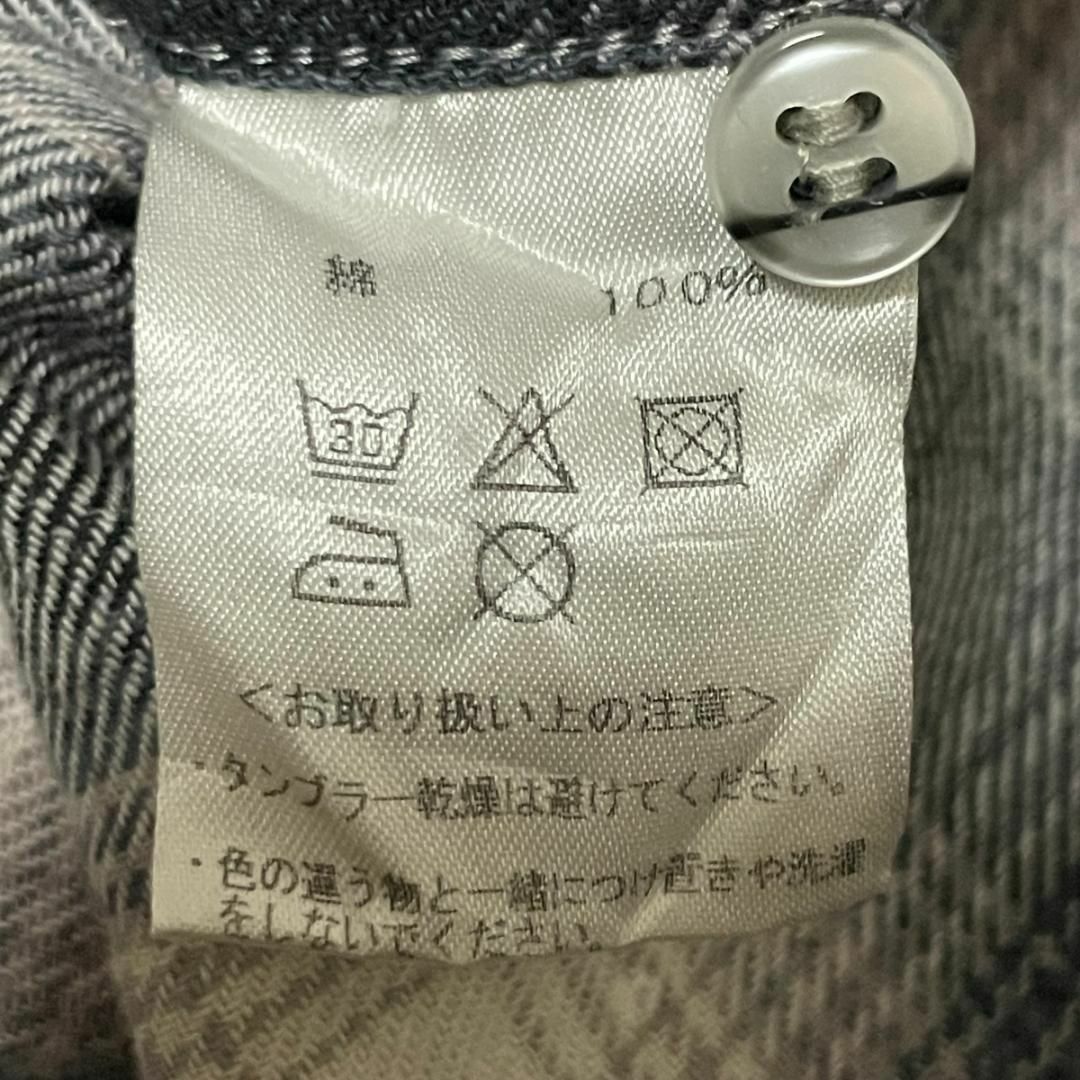 綿 100%
30
<お取り扱い上の注意>
・タンブラー乾燥は避けてください。
・色の違う物と一緒につけ置きや洗濯
をしないでください。